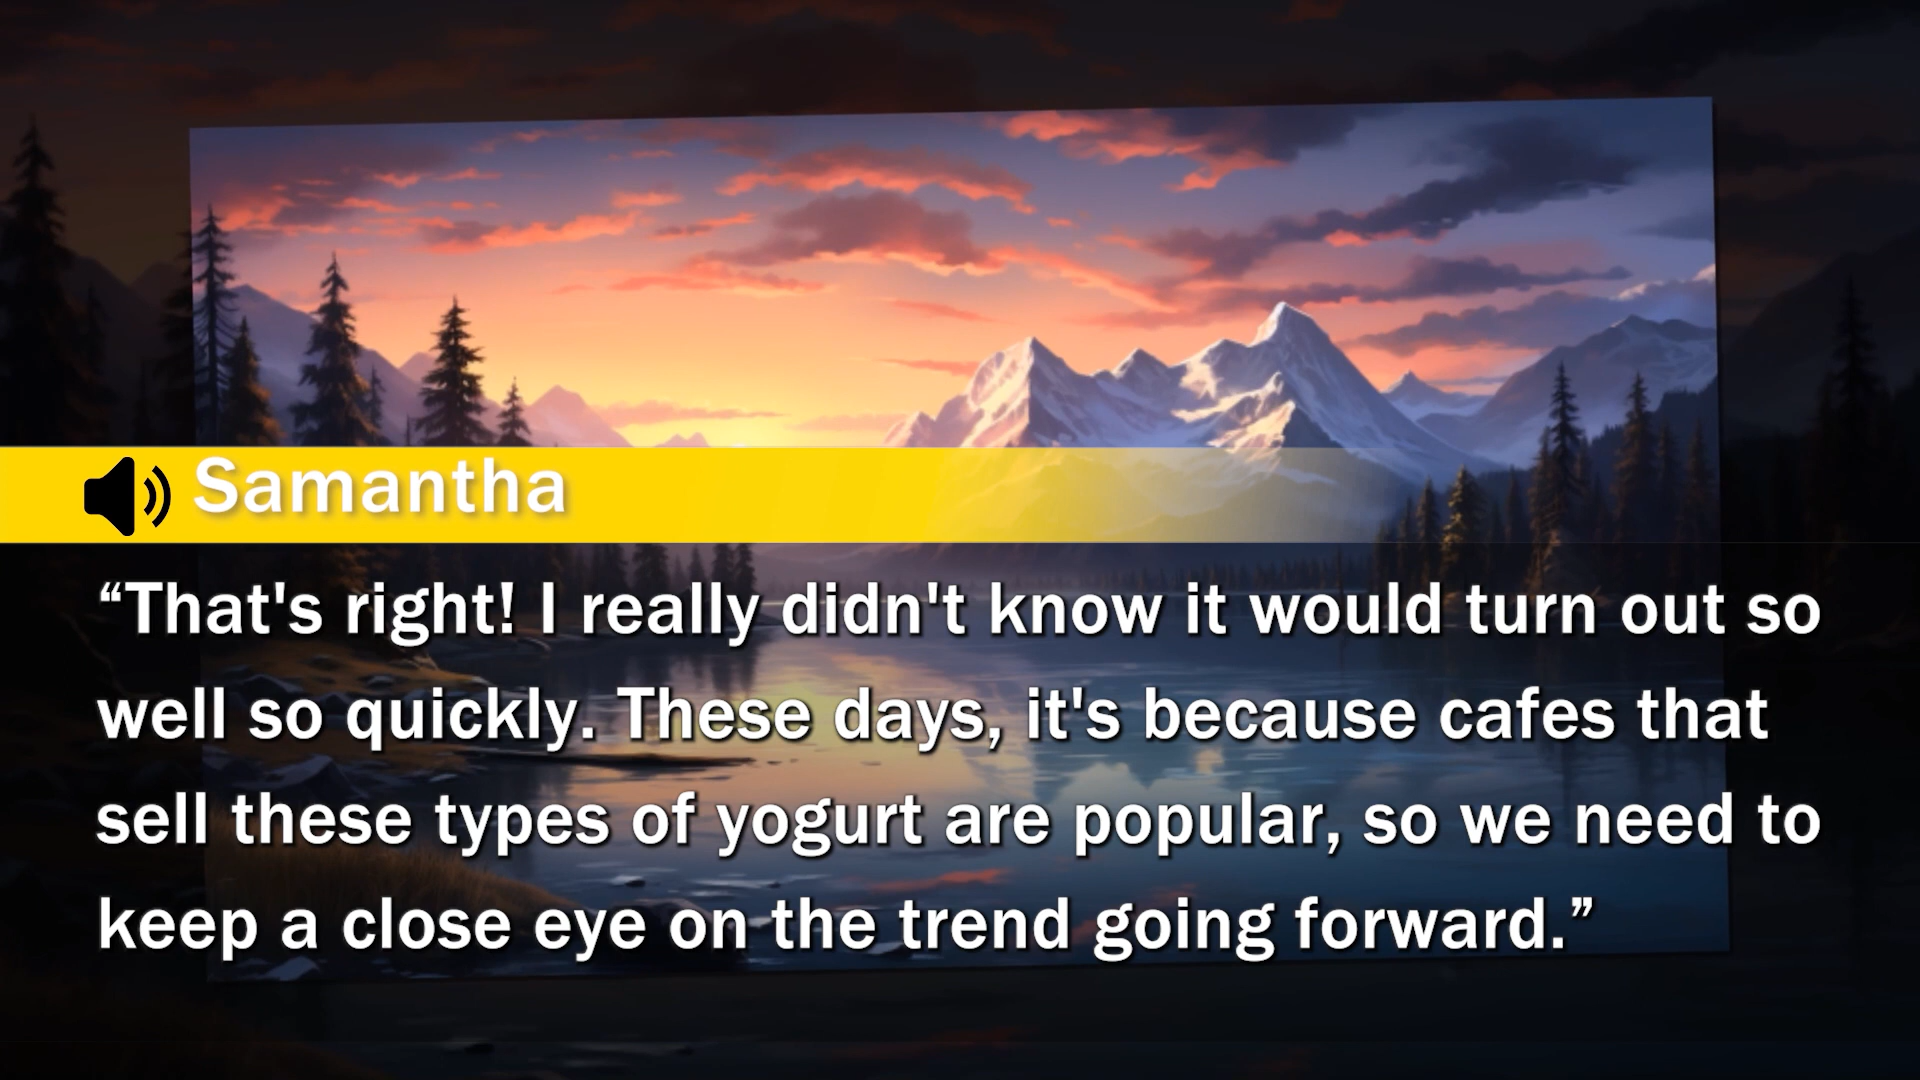 Samantha
“That's right! I really didn't know it would turn out so
well so quickly. These days, it's because cafes that
sell these types of yogurt are popular, so we need to
keep a close eye on the trend going forward.”